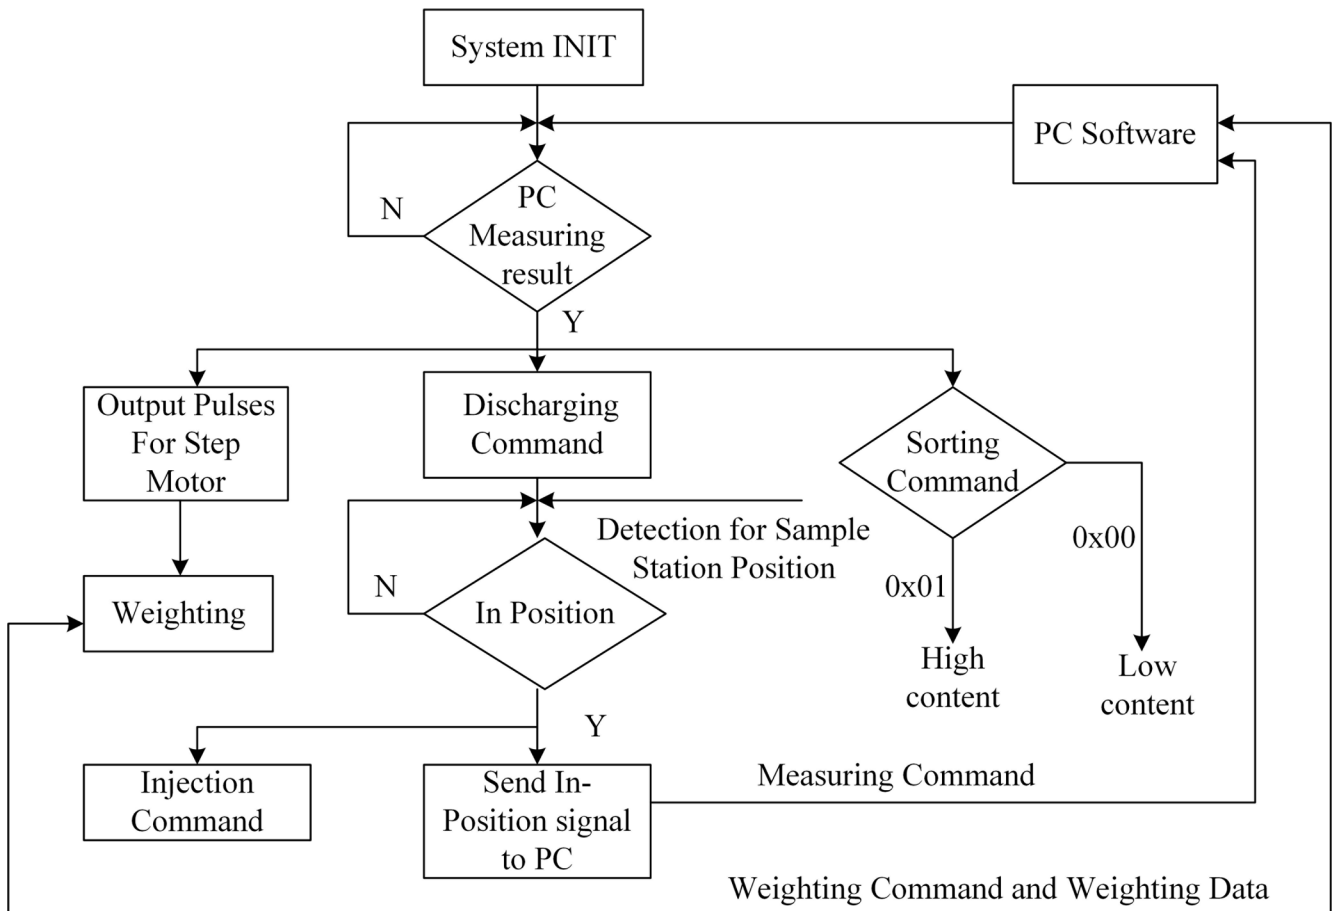 System INIT
PC Software
PC
Measuring
result
N
Y
Output Pulses
For Step
Motor
Discharging
Command
Sorting
Command
Detection for Sample
Station Position
0x00
0x01
N
In Position
Weighting
High
content
Low
content
Y
Injection
Command
Send In-
Position signal
to PC
Measuring Command
Weighting Command and Weighting Data